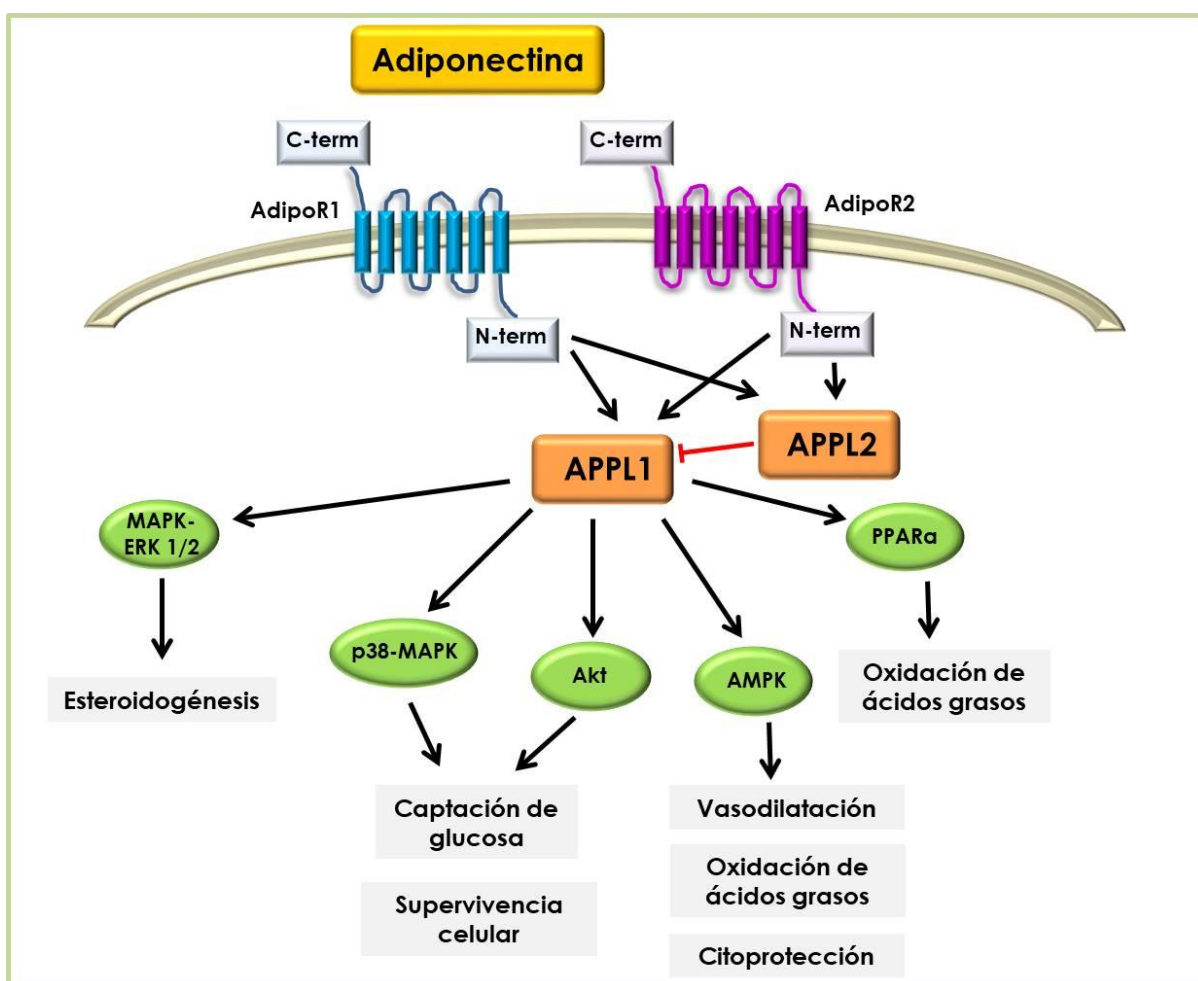 Adiponectina
C-term
C-term
AdipoR1
AdipoR2
N-term
N-term
APPL2
APPL1
MAPK-
ERK 1/2
PPARa
p38-MAPK
Akt
AMPK
Esteroidogénesis
Oxidación de
ácidos grasos
Captación de
glucosa
Vasodilatación
Oxidación de
ácidos grasos
Supervivencia
celular
Citoprotección